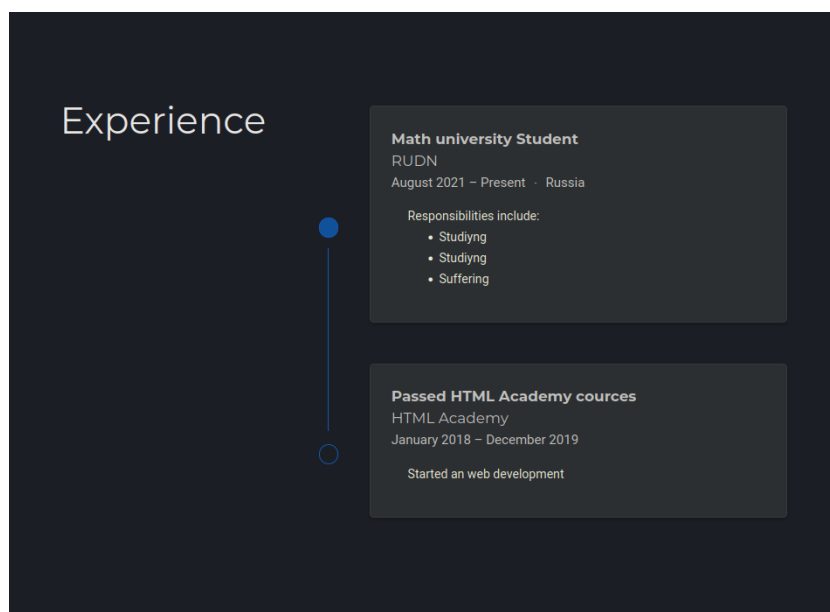 Experience
Math university Student
RUDN
August 2021 – Present · Russia
Responsibilities include:
• Studiyng
• Studiyng
• Suffering
Passed HTML Academy cources
HTML Academy
January 2018 – December 2019
Started an web development